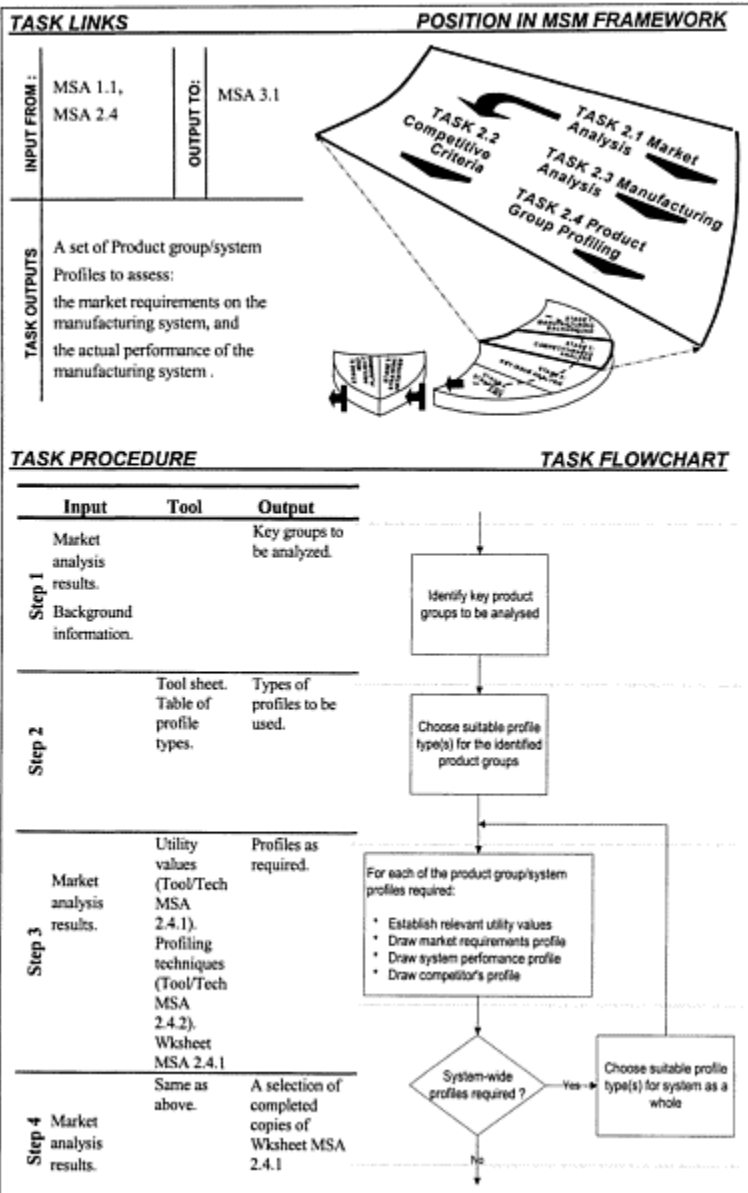 TASK LINKS
POSITION IN MSM FRAMEWORK
INPUT FROM :
MSA 1.1,
MSA 2.4
OUTPUT TO:
MSA 3.1
TASK 2.1 Market
Analysis
TASK 2.2
Competitive
Criteria
TASK 2.3 Manufacturing
Analysis
TASK 2.4 Product
Group Profiling
TASK OUTPUTS
A set of Product group/system
Profiles to assess:
the market requirements on the
manufacturing system, and
the actual performance of the
manufacturing system .
TASK PROCEDURE
TASK FLOWCHART
Input Tool Output
Step 1
Market
analysis
results.
Background
information.
Key groups to
be analyzed.
Step 2
Tool sheet.
Table of
profile
types.
Types of
profiles to be
used.
Step 3
Market
analysis
results.
Utility
values
(Tool/Tech
MSA
2.4.1).
Profiling
techniques
(Tool/Tech
MSA
2.4.2).
Wksheet
MSA 2.4.1
Profiles as
required.
Step 4
Market
analysis
results.
Same as
above.
A selection of
completed
copies of
Wksheet MSA
2.4.1
Identify key product
groups to be analysed
Choose suitable profile
type(s) for the identified
product groups
For each of the product group/system
profiles required:
* Establish relevant utility values
* Draw market requirements profile
* Draw system perfomance profile
* Draw competitor's profile
System-wide
profiles required ?
Yes
Choose suitable profile
type(s) for system as a
whole
No